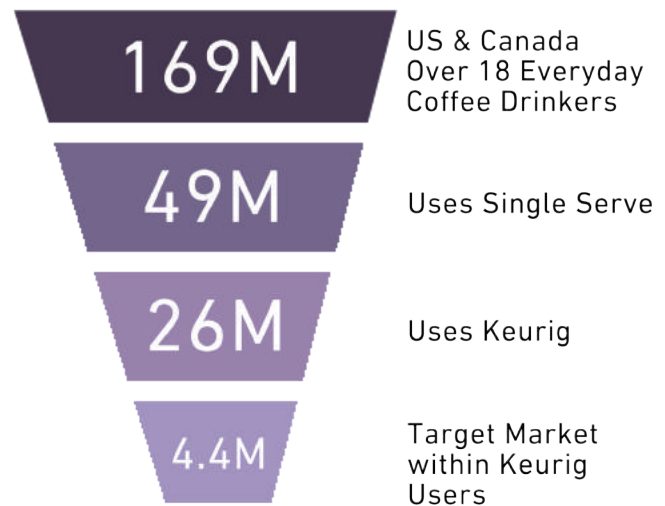 169M
US & Canada
Over 18 Everyday
Coffee Drinkers
49M
Uses Single Serve
26M
Uses Keurig
4.4M
Target Market
within Keurig
Users